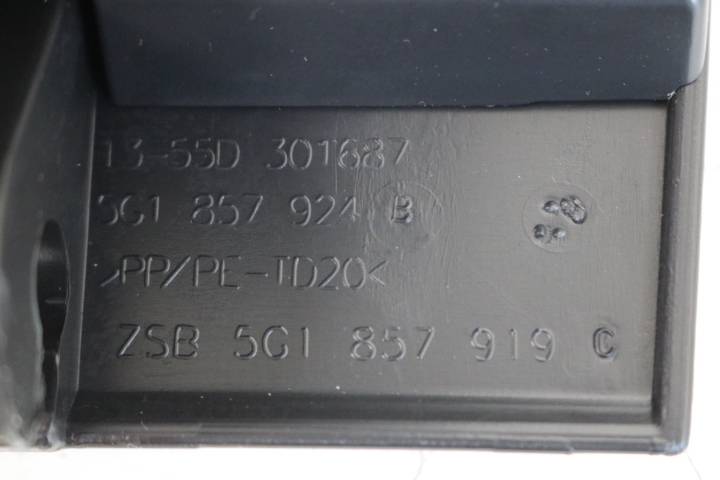 13-55D 301687
5G1 857 924 B
>PP/PE-TD20<
ZSB 5G1 857 919 C